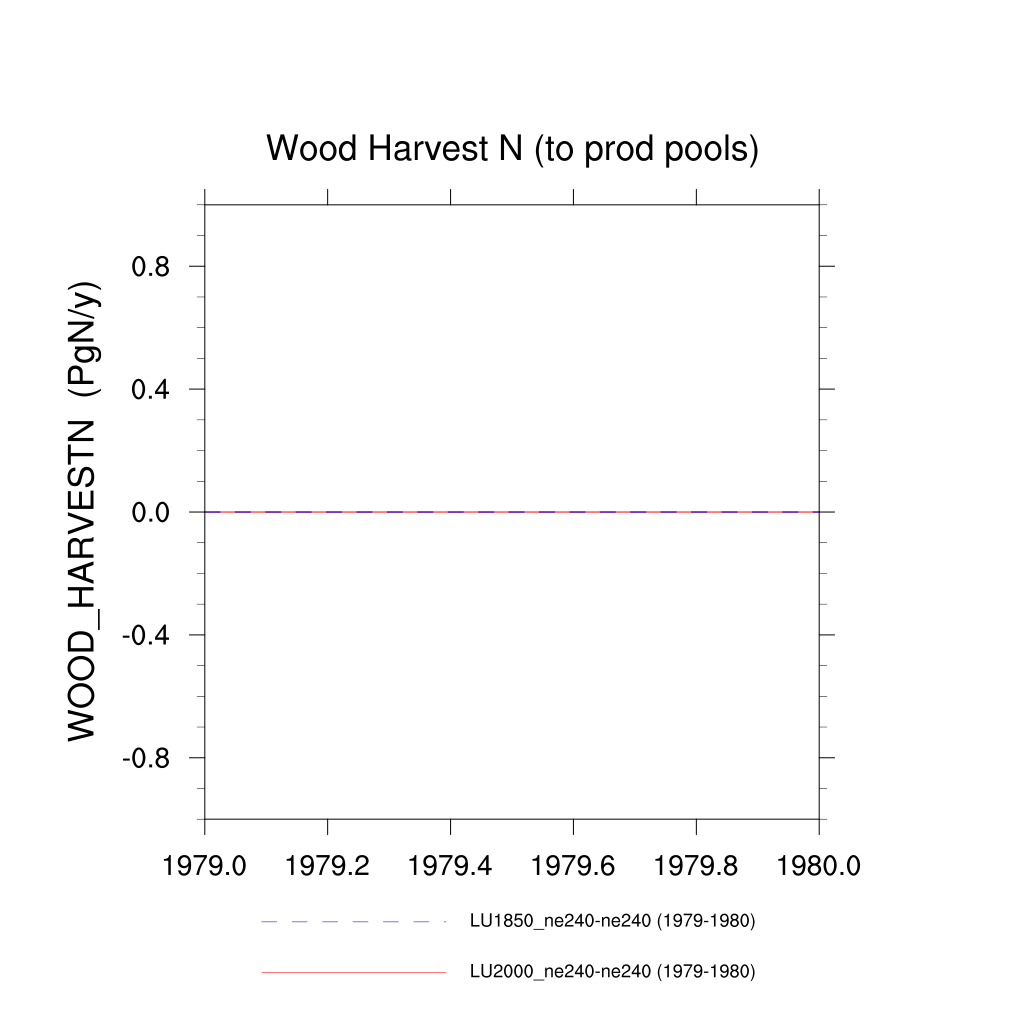 Wood Harvest N (to prod pools)
WOOD_HARVESTN (PgN/y)
0.8
0.4
0.0
-0.4
-0.8
1979.0 1979.2 1979.4 1979.6 1979.8 1980.0
LU1850_ne240-ne240 (1979-1980)
LU2000_ne240-ne240 (1979-1980)